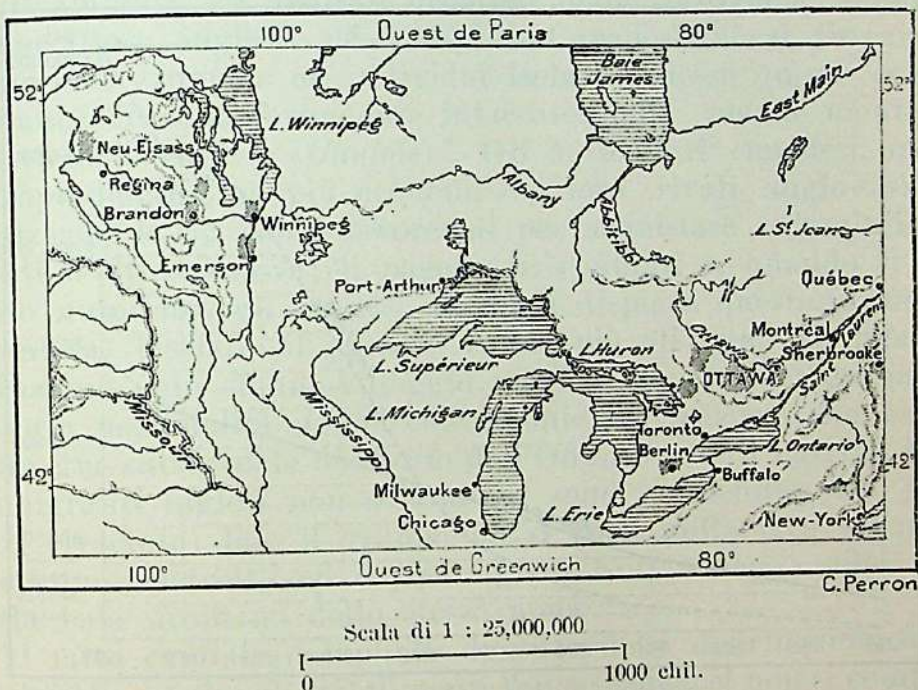 100° Ouest de Paris 80°
52° 52°
Baie
James
East Main
L. Winnipeg
Neu-Elsass
Regina
Albany
Abbitibbi
Brandon
Winnipeg
L. St Jean
Emerson
Port-Arthur
Québec
Ottawa
Montréal
Saint Laurent
Sherbrooke
L. Huron
L. Supérieur
OTTAWA
Missouri
Mississipi
L. Michigan
Toronto
L. Ontario
Berlin
42° 42°
Buffalo
Milwaukee
L. Erie
New-York
Chicago
100° Ouest de Greenwich 80°
C. Perron
Scala di 1 : 25,000,000
0 1000 chil.